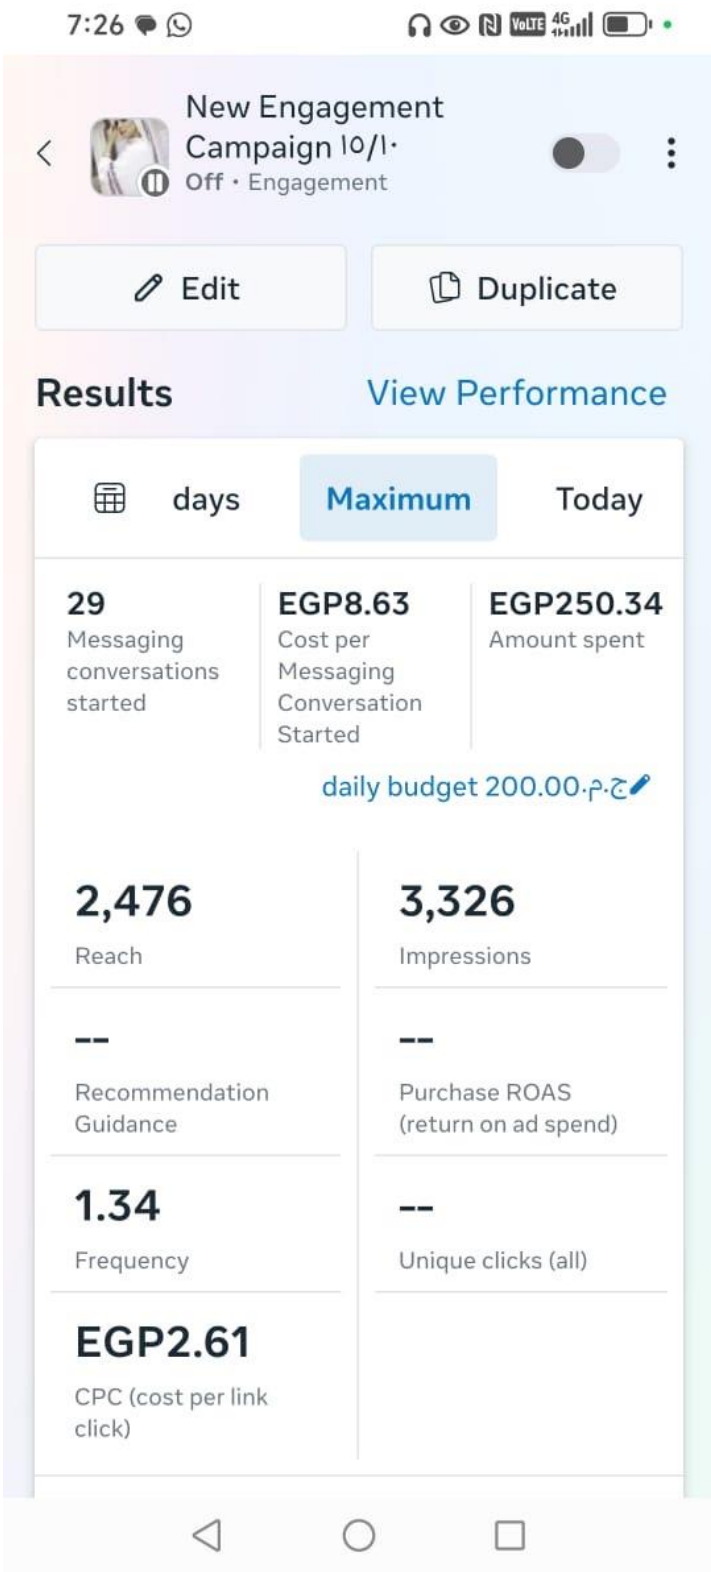 7:26
VoLTE 4G
New Engagement
Campaign ١٥/١٠
Off · Engagement
Edit
Duplicate
Results
View Performance
days
Maximum
Today
29
Messaging
conversations
started
EGP8.63
Cost per
Messaging
Conversation
Started
EGP250.34
Amount spent
daily budget 200.00ج.م.
2,476
Reach
3,326
Impressions
--
Recommendation
Guidance
--
Purchase ROAS
(return on ad spend)
1.34
Frequency
--
Unique clicks (all)
EGP2.61
CPC (cost per link
click)